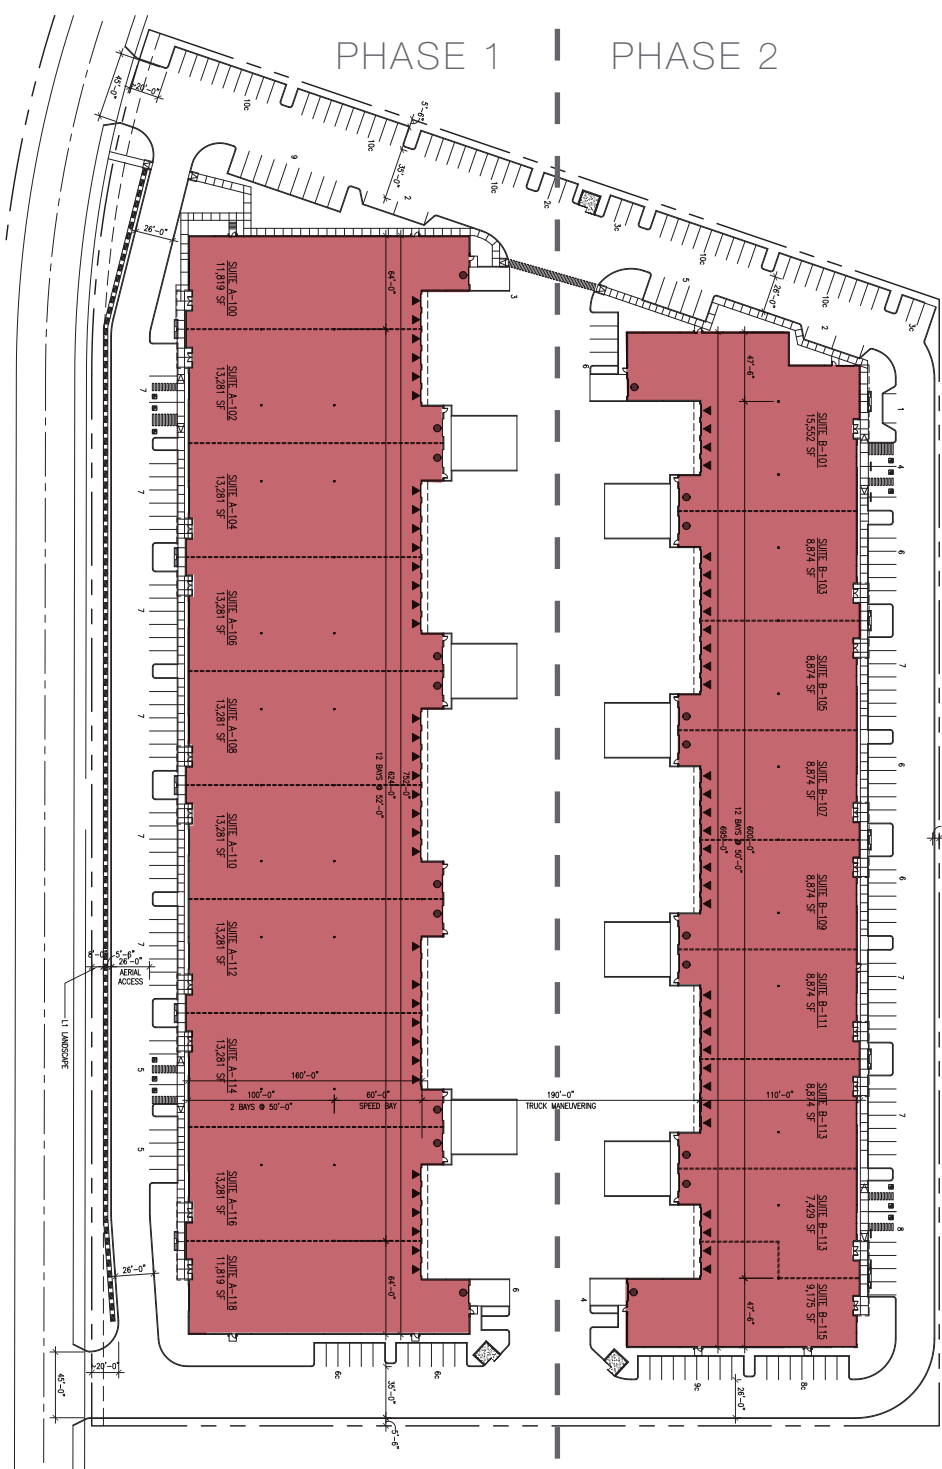 PHASE 1
PHASE 2
45'-0"
~20'-0"
10c
5'-6"
10c
35'-0"
9
2
10c
2c
3c
10c
5
26'-0"
10c
2
3c
26'-0"
64'-0"
3
SUITE A-100
11,819 SF
SUITE A-102
13,281 SF
SUITE A-104
13,281 SF
SUITE A-106
13,281 SF
SUITE A-108
13,281 SF
SUITE A-110
13,281 SF
SUITE A-112
13,281 SF
SUITE A-114
13,281 SF
SUITE A-116
13,281 SF
SUITE A-118
11,819 SF
7
7
7
7
7
7
5
5
752'-0"
624'-0"
12 BAYS @ 52'-0"
160'-0"
100'-0"
2 BAYS @ 50'-0"
60'-0"
SPEED BAY
190'-0"
TRUCK MANEUVERING
110'-0"
64'-0"
6
47'-6"
6
SUITE B-101
15,552 SF
SUITE B-103
8,874 SF
SUITE B-105
8,874 SF
SUITE B-107
8,874 SF
SUITE B-109
8,874 SF
SUITE B-111
8,874 SF
SUITE B-113
8,874 SF
SUITE B-113
7,429 SF
SUITE B-115
9,175 SF
600'-0"
12 BAYS @ 50'-0"
695'-0"
47'-6"
4
1
4
6
7
6
6
7
7
8
8'-0"
5'-6"
26'-0"
AERIAL
ACCESS
L1 LANDSCAPE
26'-0"
~20'-0"
45'-0"
6c
6c
35'-0"
5'-6"
9c
8c
26'-0"